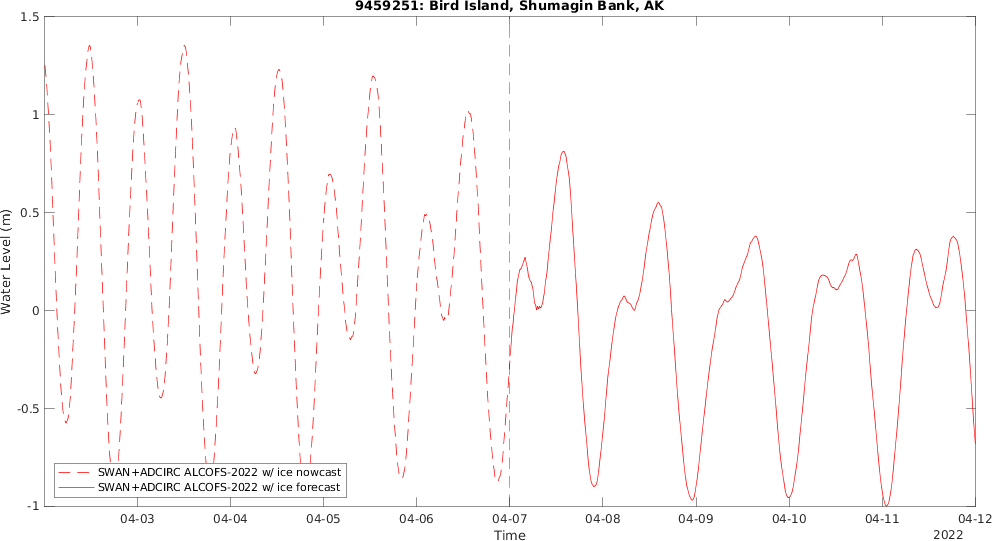 9459251: Bird Island, Shumagin Bank, AK
1.5
1
0.5
0
-0.5
-1
Water Level (m)
SWAN+ADCIRC ALCOFS-2022 w/ ice nowcast
SWAN+ADCIRC ALCOFS-2022 w/ ice forecast
04-03 04-04 04-05 04-06 04-07 04-08 04-09 04-10 04-11 04-12
Time
2022